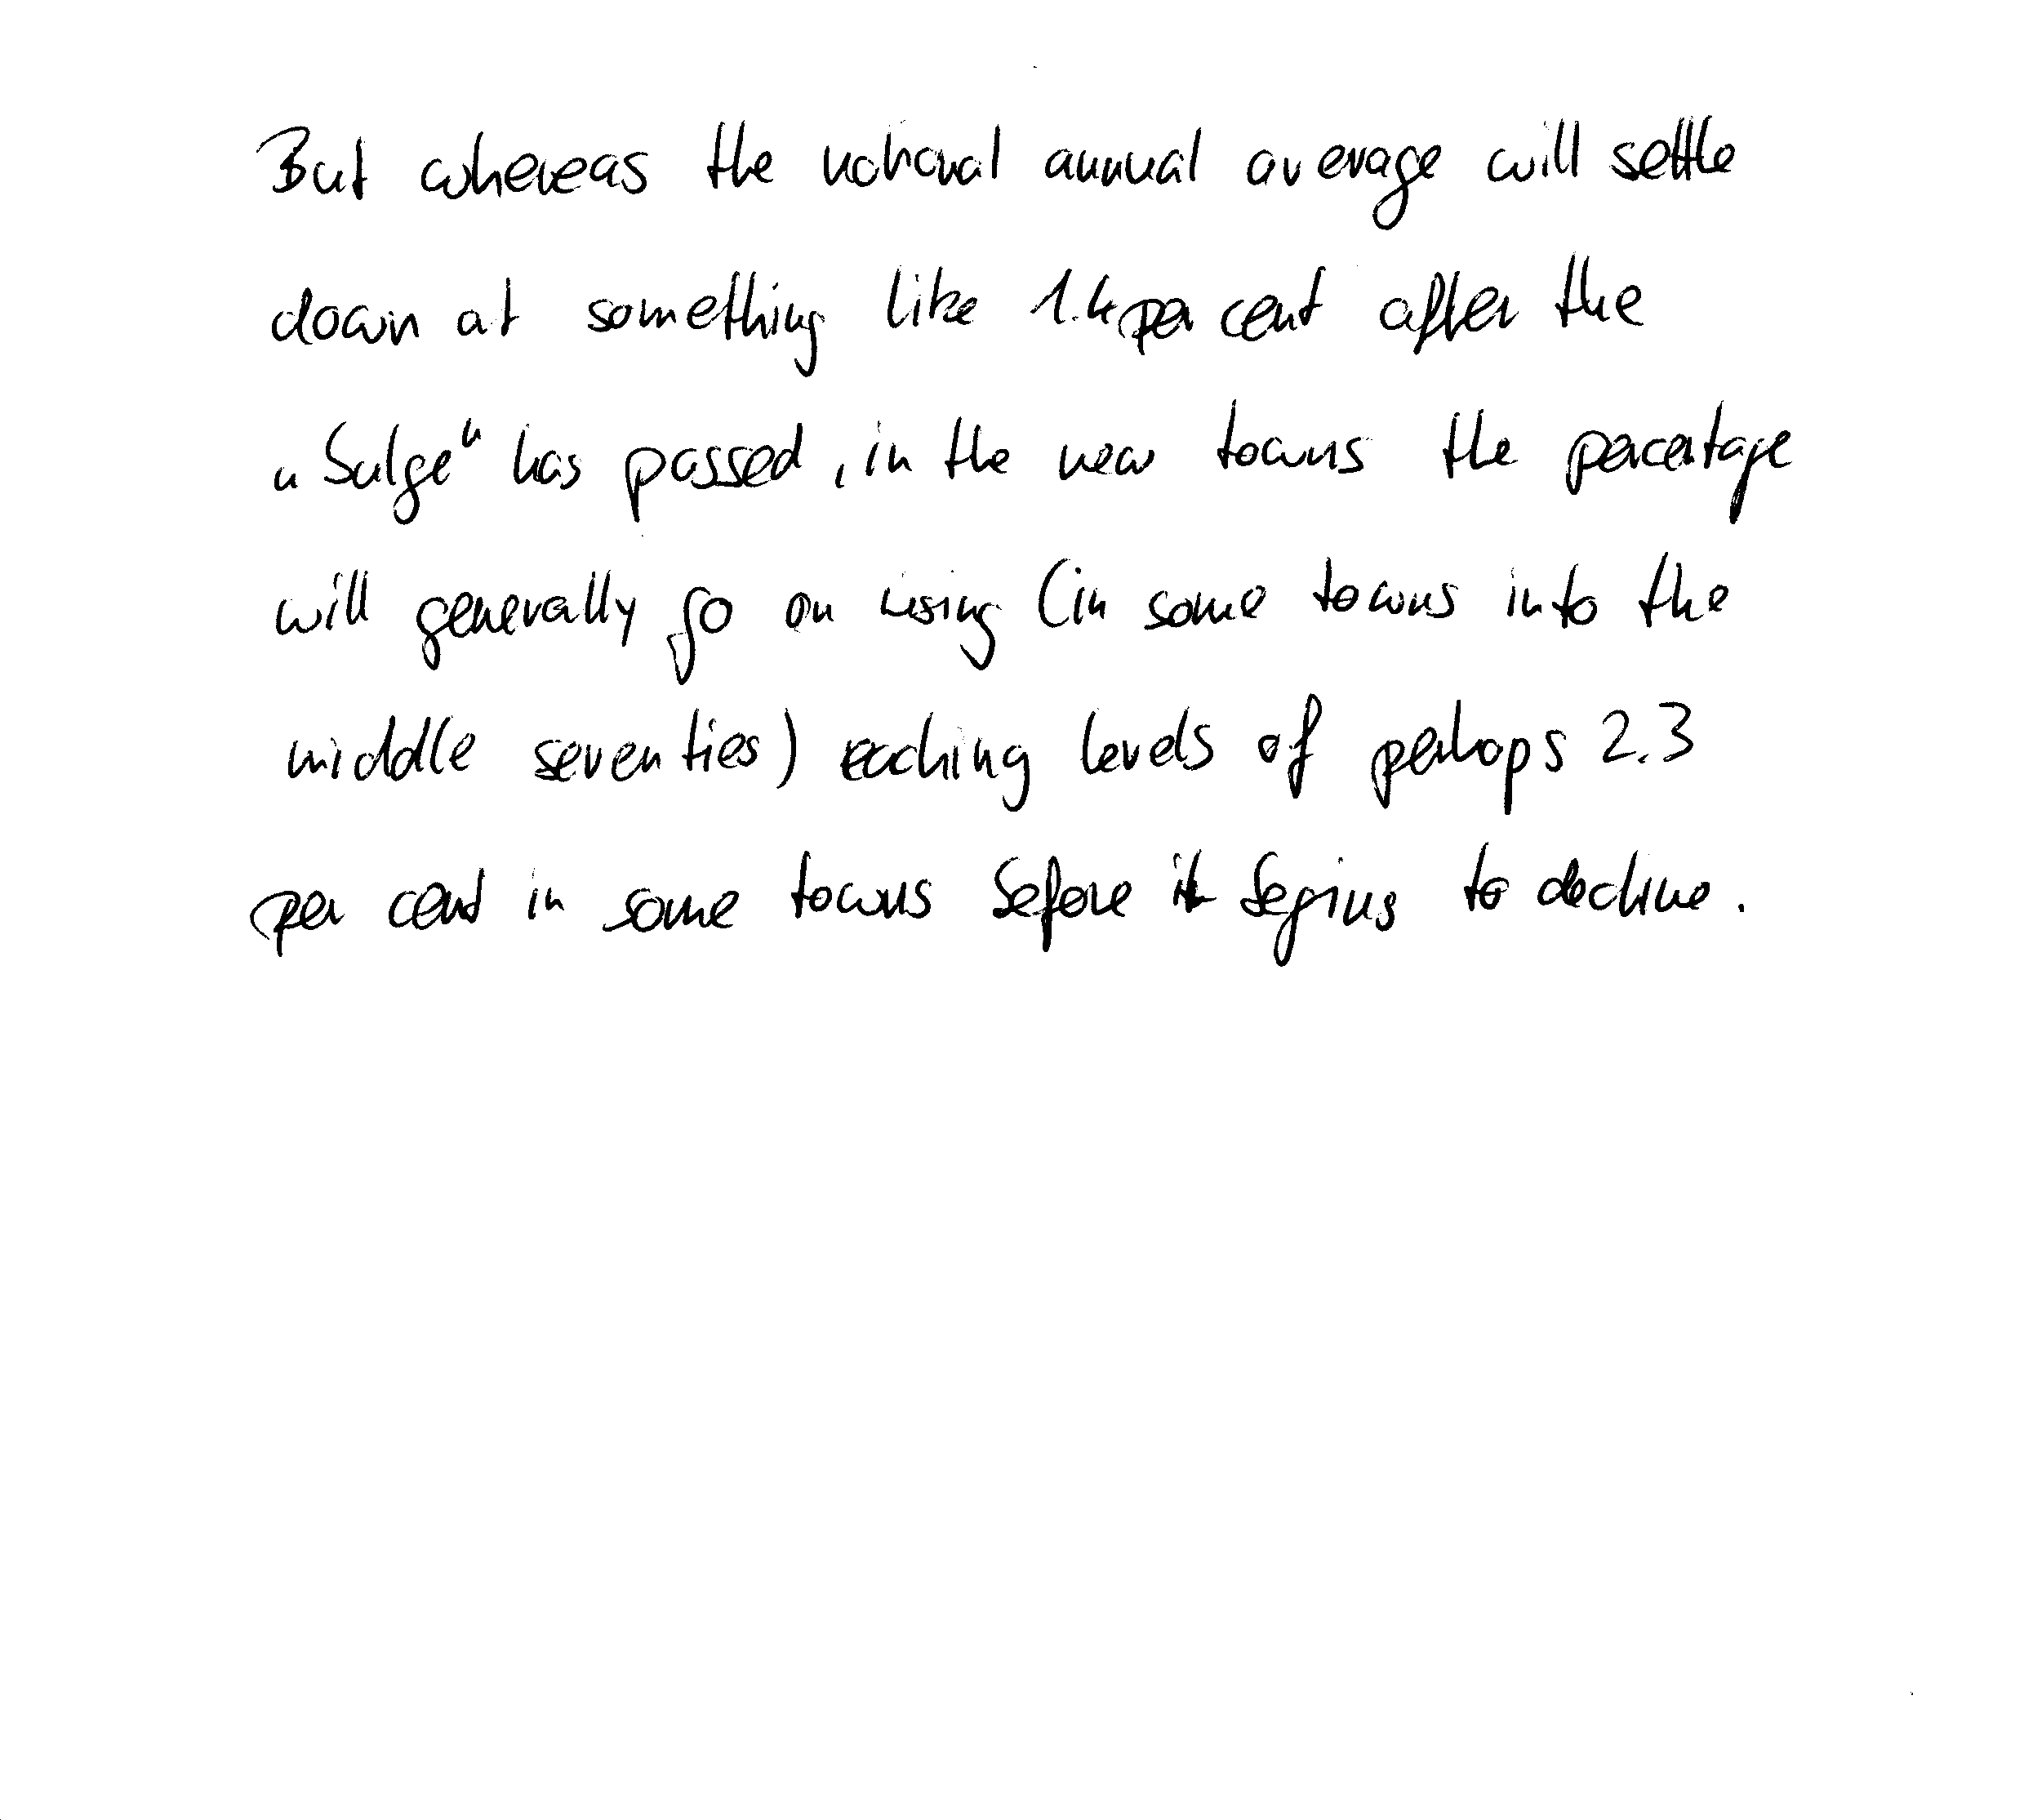 But whereas the national annual average will settle
down at something like 1.4 per cent after the
„bulge“ has passed, in the new towns the percentage
will generally go on rising (in some towns into the
middle seventies) reaching levels of perhaps 2.3
per cent in some towns before it begins to decline.